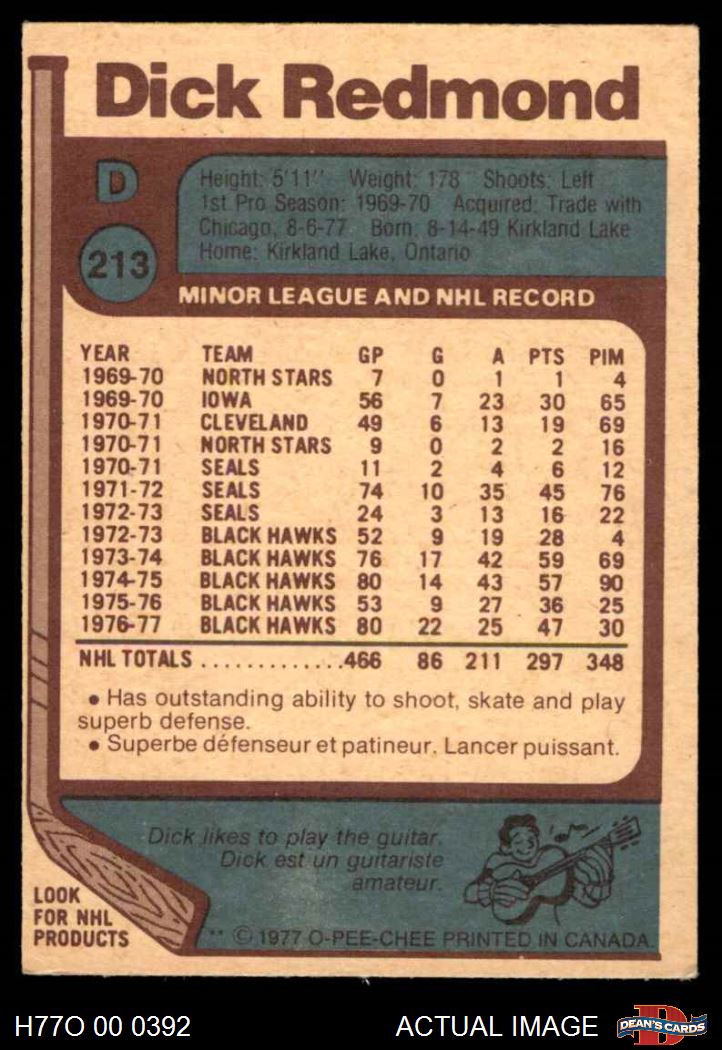 Dick Redmond
D
213
Height: 5'11" Weight: 178 Shoots: Left
1st Pro Season: 1969-70 Acquired: Trade with
Chicago, 8-6-77 Born: 8-14-49 Kirkland Lake
Home: Kirkland Lake, Ontario
MINOR LEAGUE AND NHL RECORD
YEAR TEAM GP G A PTS PIM
1969-70 NORTH STARS 7 0 1 1 4
1969-70 IOWA 56 7 23 30 65
1970-71 CLEVELAND 49 6 13 19 69
1970-71 NORTH STARS 9 0 2 2 16
1970-71 SEALS 11 2 4 6 12
1971-72 SEALS 74 10 35 45 76
1972-73 SEALS 24 3 13 16 22
1972-73 BLACK HAWKS 52 9 19 28 4
1973-74 BLACK HAWKS 76 17 42 59 69
1974-75 BLACK HAWKS 80 14 43 57 90
1975-76 BLACK HAWKS 53 9 27 36 25
1976-77 BLACK HAWKS 80 22 25 47 30
NHL TOTALS .............466 86 211 297 348
• Has outstanding ability to shoot, skate and play
superb defense.
• Superbe défenseur et patineur. Lancer puissant.
Dick likes to play the guitar.
Dick est un guitariste
amateur.
LOOK
FOR NHL
PRODUCTS
** © 1977 O-PEE-CHEE PRINTED IN CANADA.
H77O 00 0392
ACTUAL IMAGE
D
DEAN'S CARDS